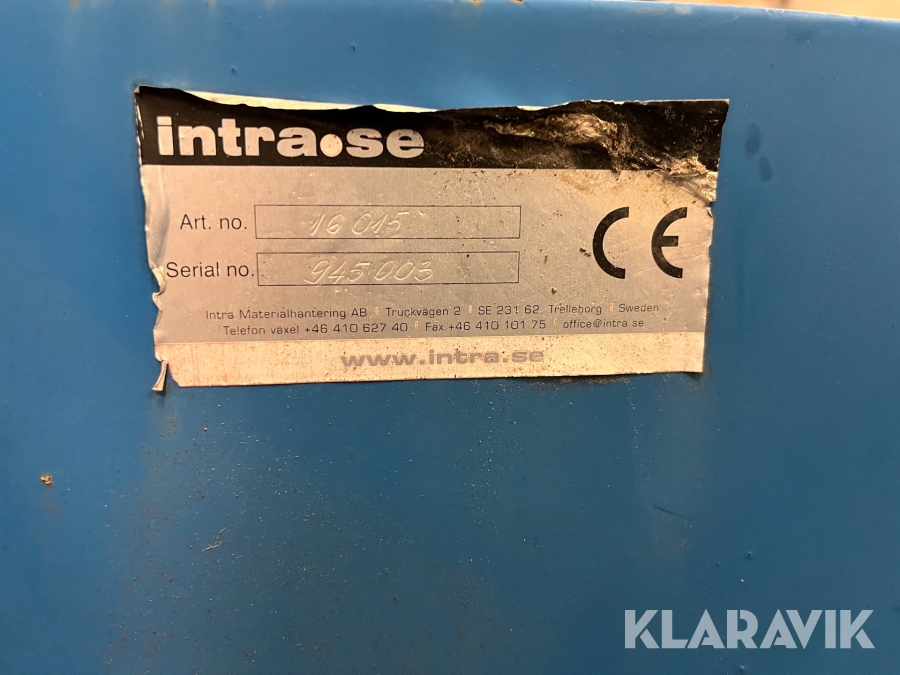 intra.se
Art. no. 16 015
CE
Serial no. 945 003
Intra Materialhantering AB Truckvägen 2 SE 231 62 Trelleborg Sweden
Telefon växel +46 410 627 40 Fax +46 410 101 75 office@intra.se
www.intra.se
KLARAVIK